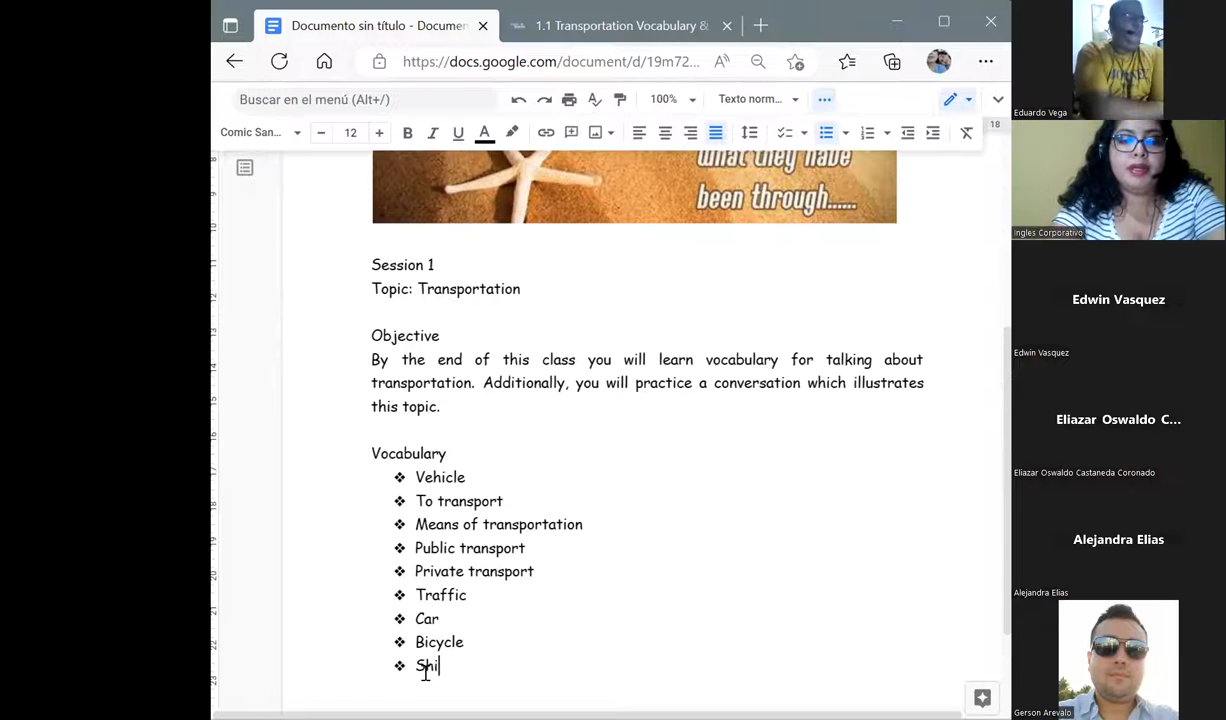 Documento sin título - Documen
1.1 Transportation Vocabulary &
https://docs.google.com/document/d/19m72...
Buscar en el menú (Alt+/)
100%
Texto norm...
Comic San...
12
18
what they have
been through......
Session 1
Topic: Transportation
Objective
By the end of this class you will learn vocabulary for talking about
transportation. Additionally, you will practice a conversation which illustrates
this topic.
Vocabulary
❖ Vehicle
❖ To transport
❖ Means of transportation
❖ Public transport
❖ Private transport
❖ Traffic
❖ Car
❖ Bicycle
❖ Shi
Eduardo Vega
Ingles Corporativo
Edwin Vasquez
Edwin Vasquez
Eliazar Oswaldo C...
Eliazar Oswaldo Castaneda Coronado
Alejandra Elias
Alejandra Elias
Gerson Arevalo